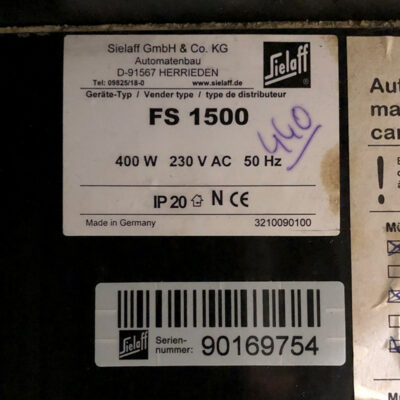 Sielaff GmbH & Co. KG
Automatenbau
D-91567 HERRIEDEN
Tel: 09825/18-0 www.sielaff.de
Sielaff
®
Geräte-Typ / Vender type / type de distributeur
FS 1500
440
400 W 230 V AC 50 Hz
IP 20 N CE
Made in Germany 3210090100
Sielaff
Serien-
nummer: 90169754
Aut
ma
car
!